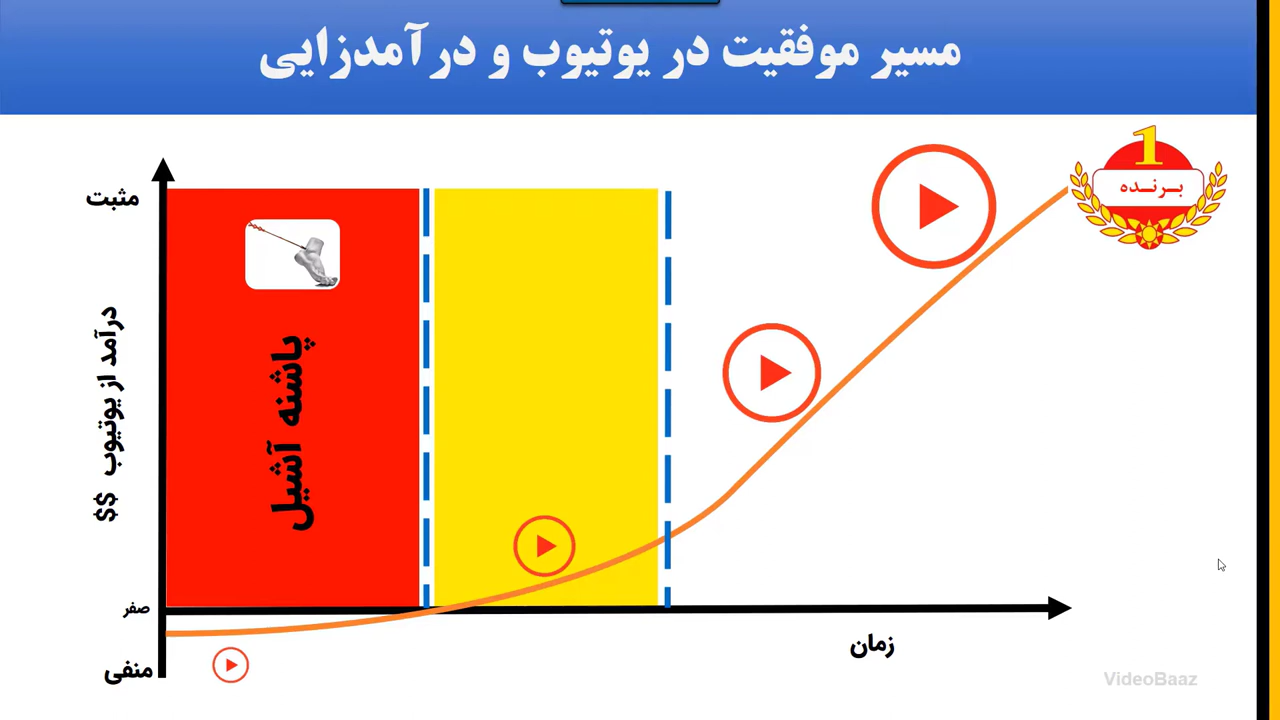 مسیر موفقیت در یوتیوب و درآمدزایی
1
برنده
مثبت
پاشنه آشیل
درآمد از یوتیوب $$
صفر
منفی
زمان
VideoBaaz